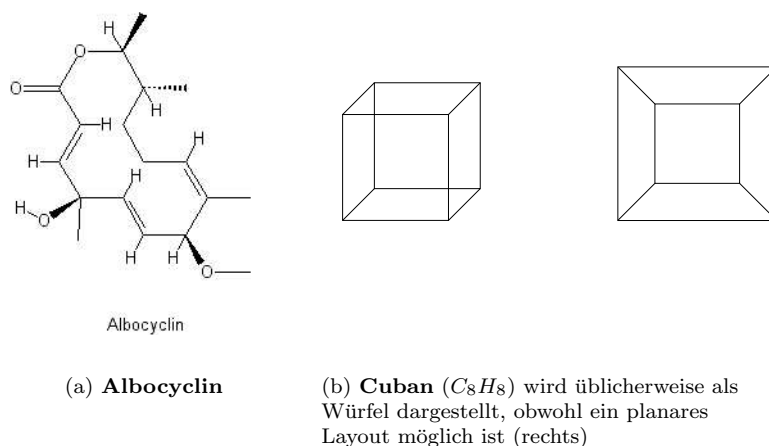 H
O
O
H
H
H
H
H
H
O
H
H
O
Albocyclin
(a) Albocyclin
(b) Cuban (C8H8) wird üblicherweise als
Würfel dargestellt, obwohl ein planares
Layout möglich ist (rechts)